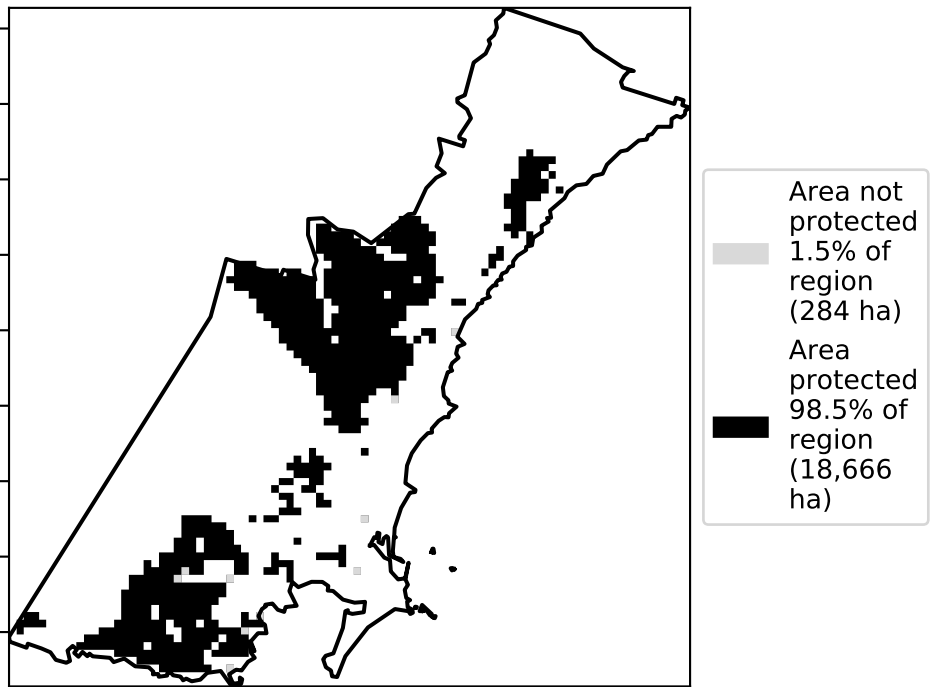 Area not
protected
1.5% of
region
(284 ha)
Area
protected
98.5% of
region
(18,666
ha)